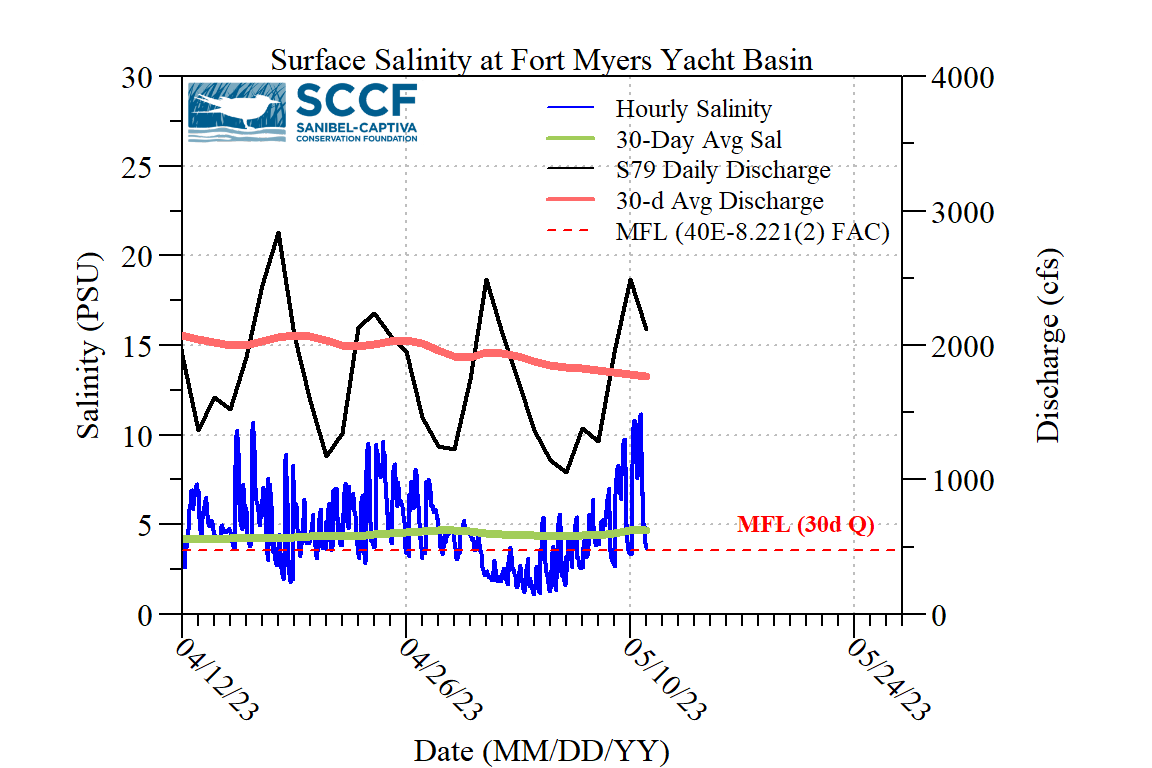 Surface Salinity at Fort Myers Yacht Basin
SCCF
SANIBEL-CAPTIVA
CONSERVATION FOUNDATION
Hourly Salinity
30-Day Avg Sal
S79 Daily Discharge
30-d Avg Discharge
MFL (40E-8.221(2) FAC)
Salinity (PSU)
30
25
20
15
10
5
0
4000
3000
2000
1000
0
Discharge (cfs)
MFL (30d Q)
04/12/23
04/26/23
05/10/23
05/24/23
Date (MM/DD/YY)